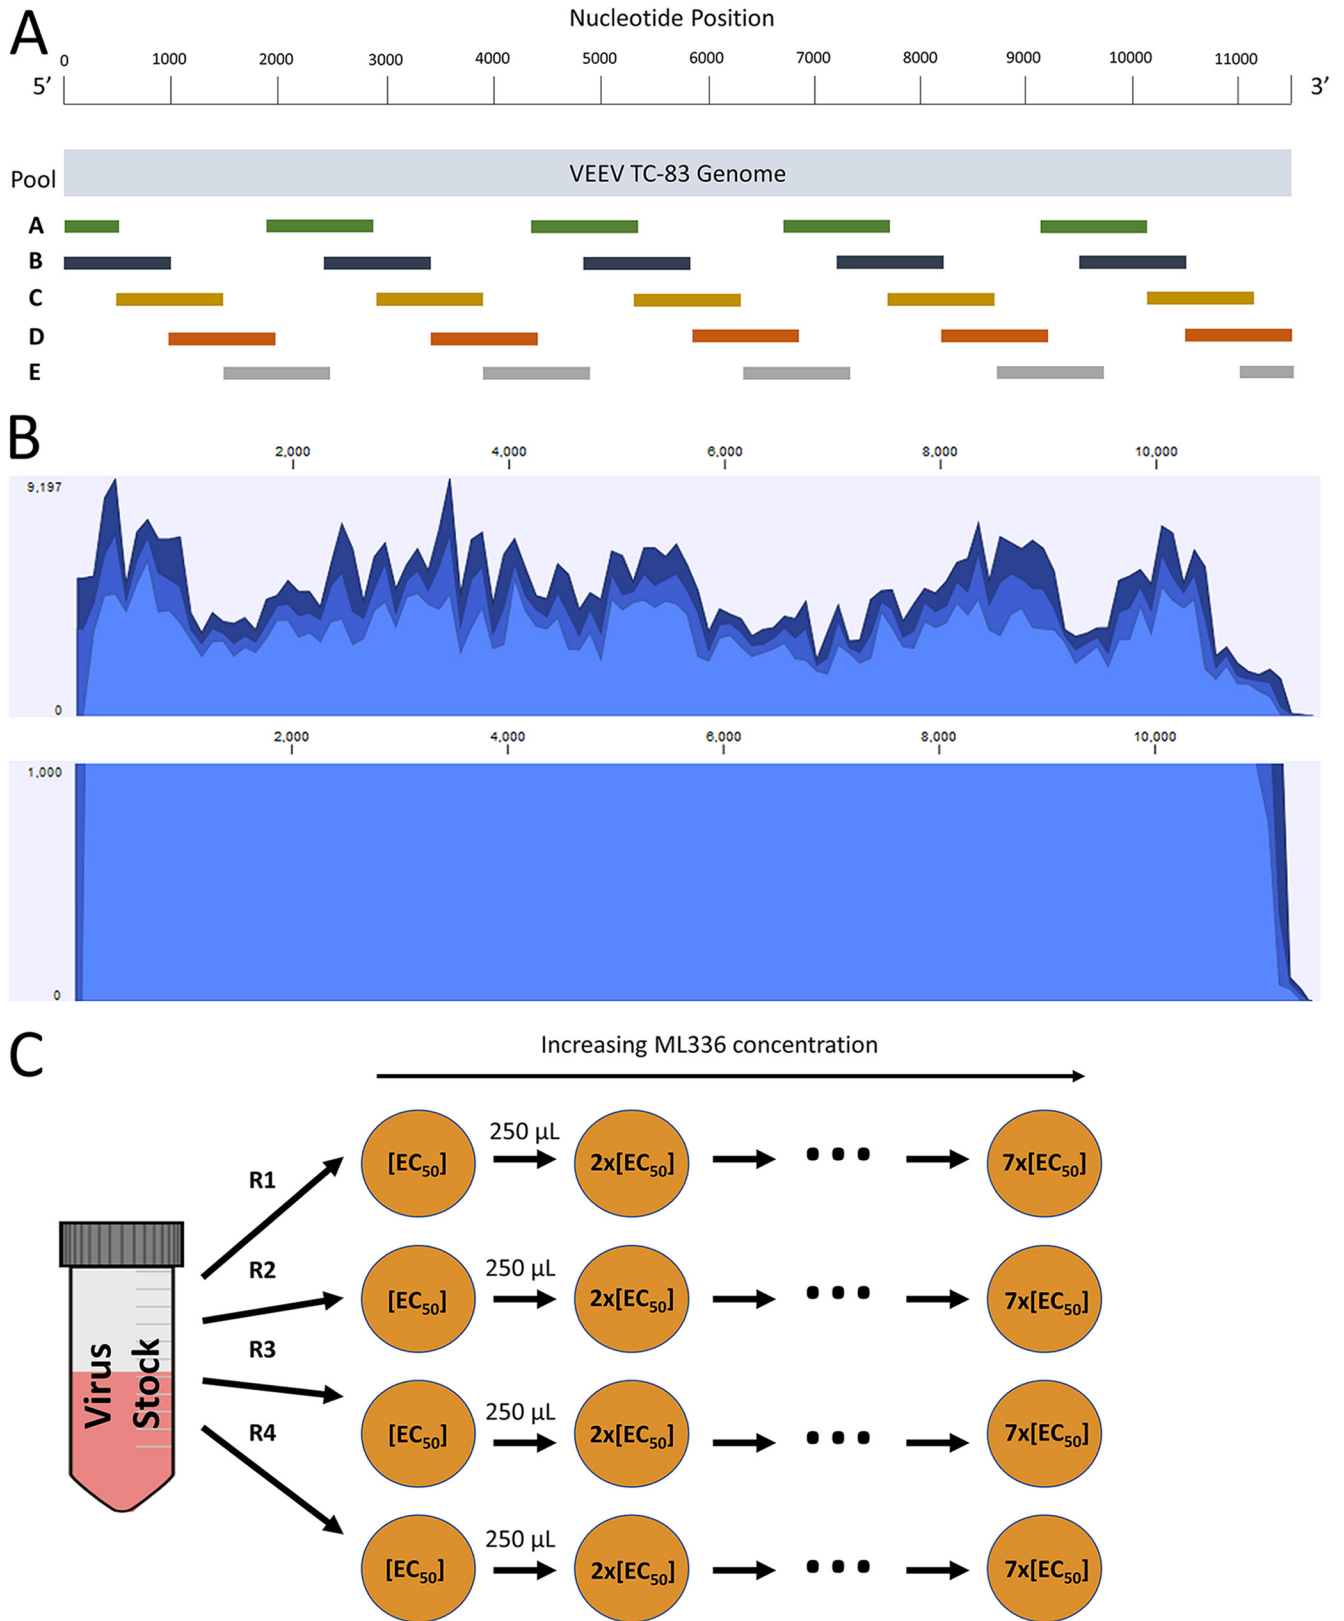 A
Nucleotide Position
0 1000 2000 3000 4000 5000 6000 7000 8000 9000 10000 11000
5’ 3’
Pool
VEEV TC-83 Genome
A
B
C
D
E
B
2,000 4,000 6,000 8,000 10,000
9,197
0
2,000 4,000 6,000 8,000 10,000
1,000
0
C
Increasing ML336 concentration
Virus
Stock
R1
R2
R3
R4
[EC50] 250 µL 2x[EC50] 7x[EC50]
[EC50] 250 µL 2x[EC50] 7x[EC50]
[EC50] 250 µL 2x[EC50] 7x[EC50]
[EC50] 250 µL 2x[EC50] 7x[EC50]